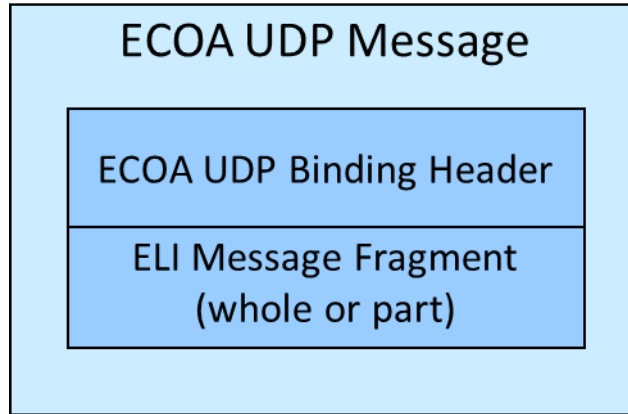 ECOA UDP Message
ECOA UDP Binding Header
ELI Message Fragment
(whole or part)